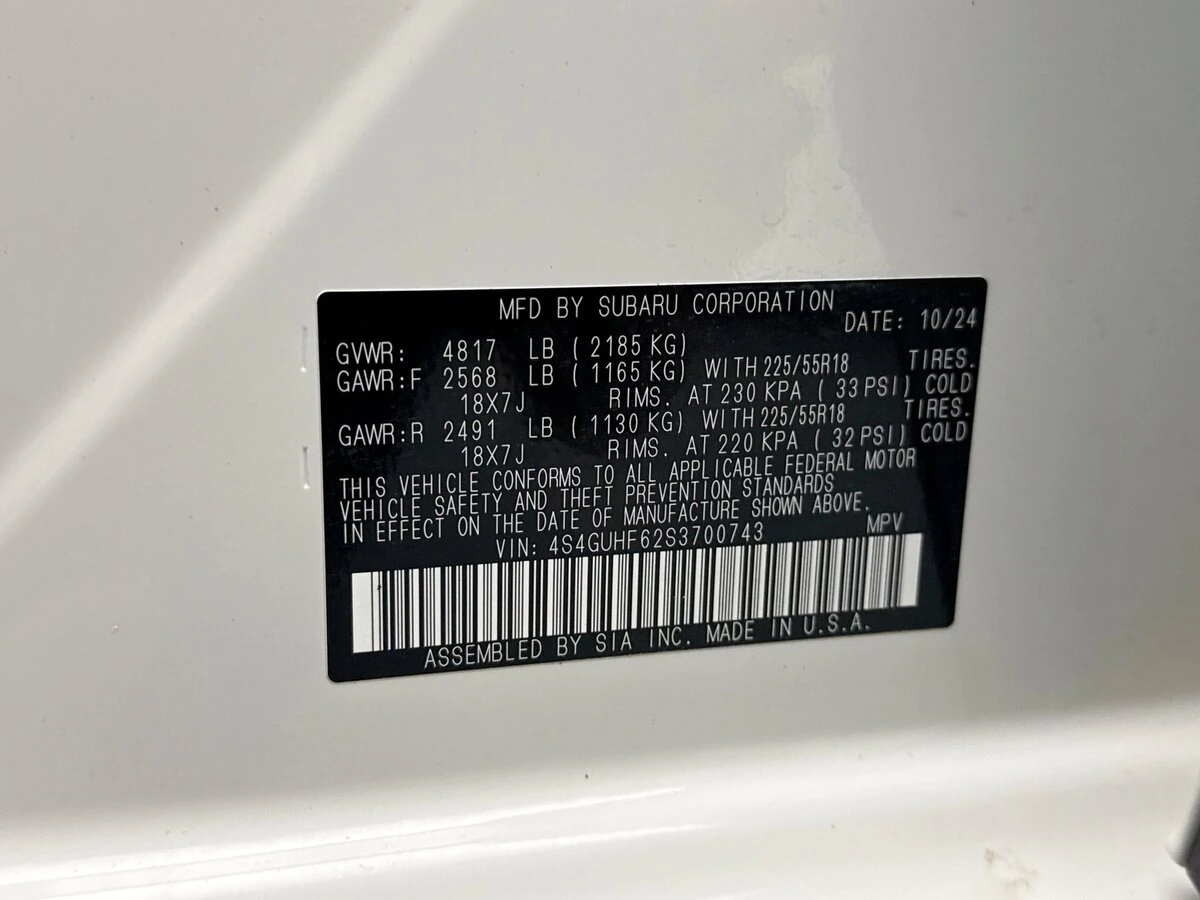 MFD BY SUBARU CORPORATION
DATE: 10/24
GVWR: 4817 LB ( 2185 KG)
GAWR:F 2568 LB ( 1165 KG) WITH 225/55R18 TIRES.
18X7J RIMS. AT 230 KPA ( 33 PSI) COLD
GAWR:R 2491 LB ( 1130 KG) WITH 225/55R18 TIRES.
18X7J RIMS. AT 220 KPA ( 32 PSI) COLD
THIS VEHICLE CONFORMS TO ALL APPLICABLE FEDERAL MOTOR
VEHICLE SAFETY AND THEFT PREVENTION STANDARDS
IN EFFECT ON THE DATE OF MANUFACTURE SHOWN ABOVE.
VIN: 4S4GUHF62S3700743 MPV
ASSEMBLED BY SIA INC. MADE IN U.S.A.